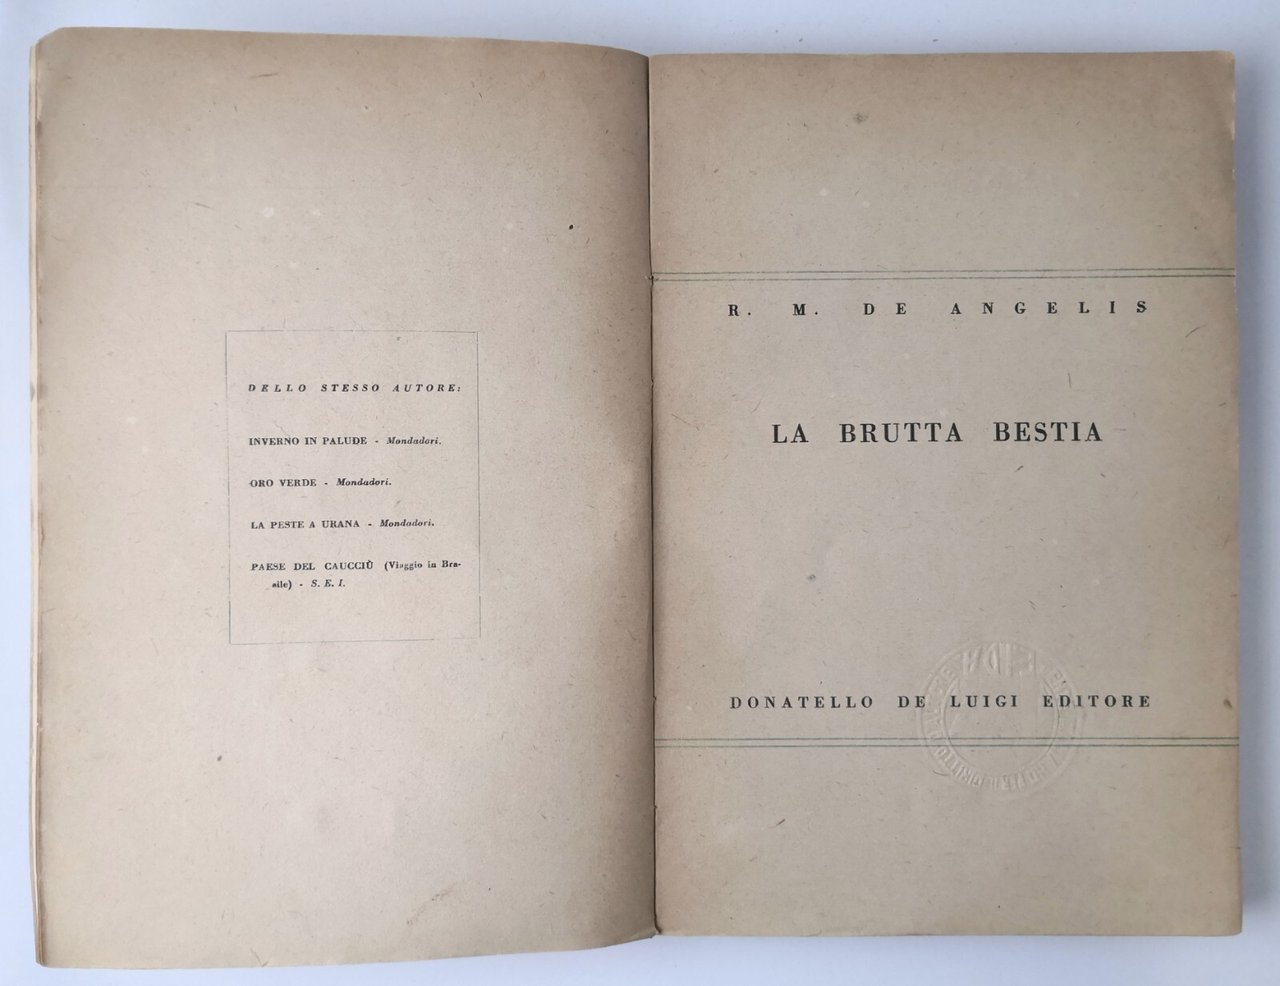 DELLO STESSO AUTORE:
INVERNO IN PALUDE - Mondadori.
ORO VERDE - Mondadori.
LA PESTE A URANA - Mondadori.
PAESE DEL CAUCCIÙ (Viaggio in Bra-
sile) - S. E. I.
R. M. DE ANGELIS
LA BRUTTA BESTIA
DONATELLO DE LUIGI EDITORE